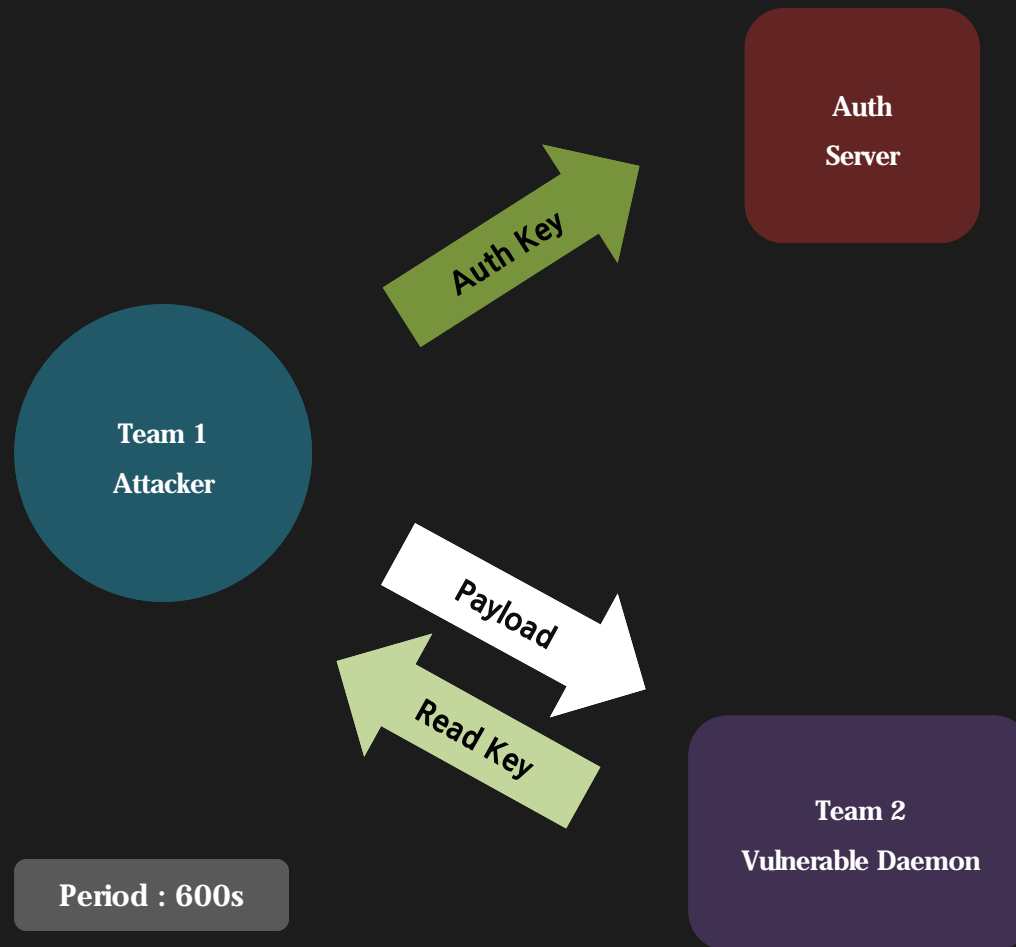 Auth
Server
Auth Key
Team 1
Attacker
Payload
Read Key
Team 2
Vulnerable Daemon
Period : 600s